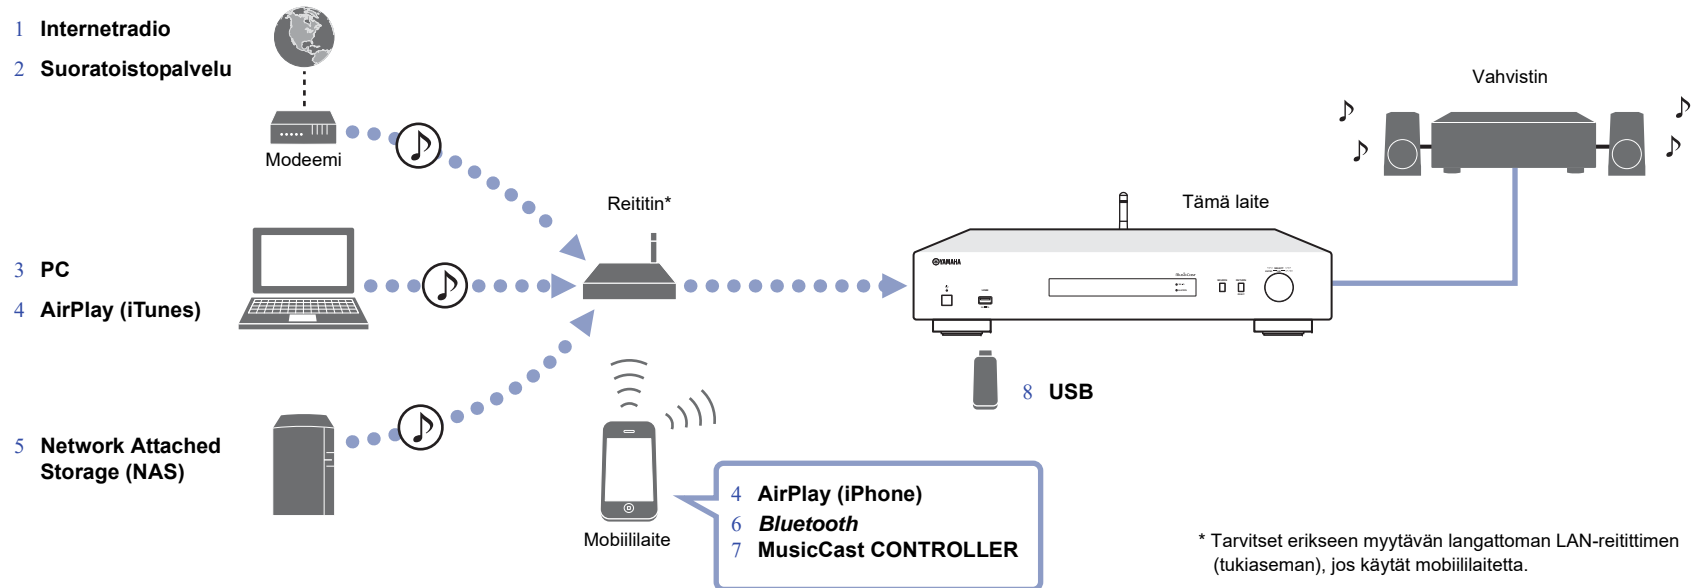 1 Internetradio
2 Suoratoistopalvelu
Modeemi
3 PC
4 AirPlay (iTunes)
5 Network Attached
Storage (NAS)
Reititin*
Mobiililaite
4 AirPlay (iPhone)
6 Bluetooth
7 MusicCast CONTROLLER
Tämä laite
YAMAHA
8 USB
Vahvistin
* Tarvitset erikseen myytävän langattoman LAN-reitittimen
(tukiaseman), jos käytät mobiililaitetta.